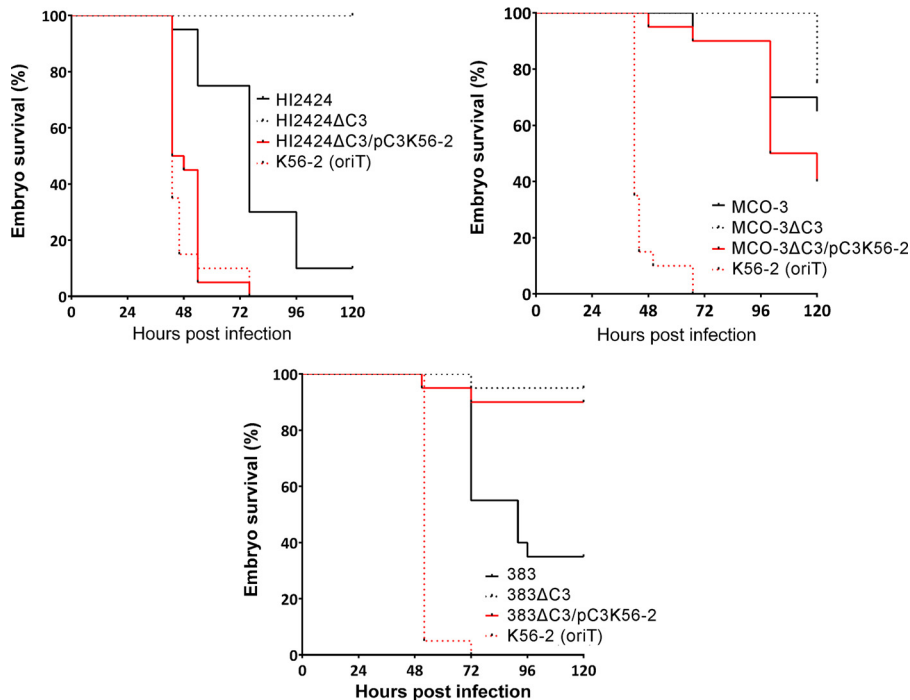 100
80
60
40
20
0
Embryo survival (%)
0 24 48 72 96 120
Hours post infection
HI2424
HI2424ΔC3
HI2424ΔC3/pC3K56-2
K56-2 (oriT)
100
80
60
40
20
0
Embryo survival (%)
0 24 48 72 96 120
Hours post infection
MCO-3
MCO-3ΔC3
MCO-3ΔC3/pC3K56-2
K56-2 (oriT)
100
80
60
40
20
0
Embryo survival (%)
0 24 48 72 96 120
Hours post infection
383
383ΔC3
383ΔC3/pC3K56-2
K56-2 (oriT)